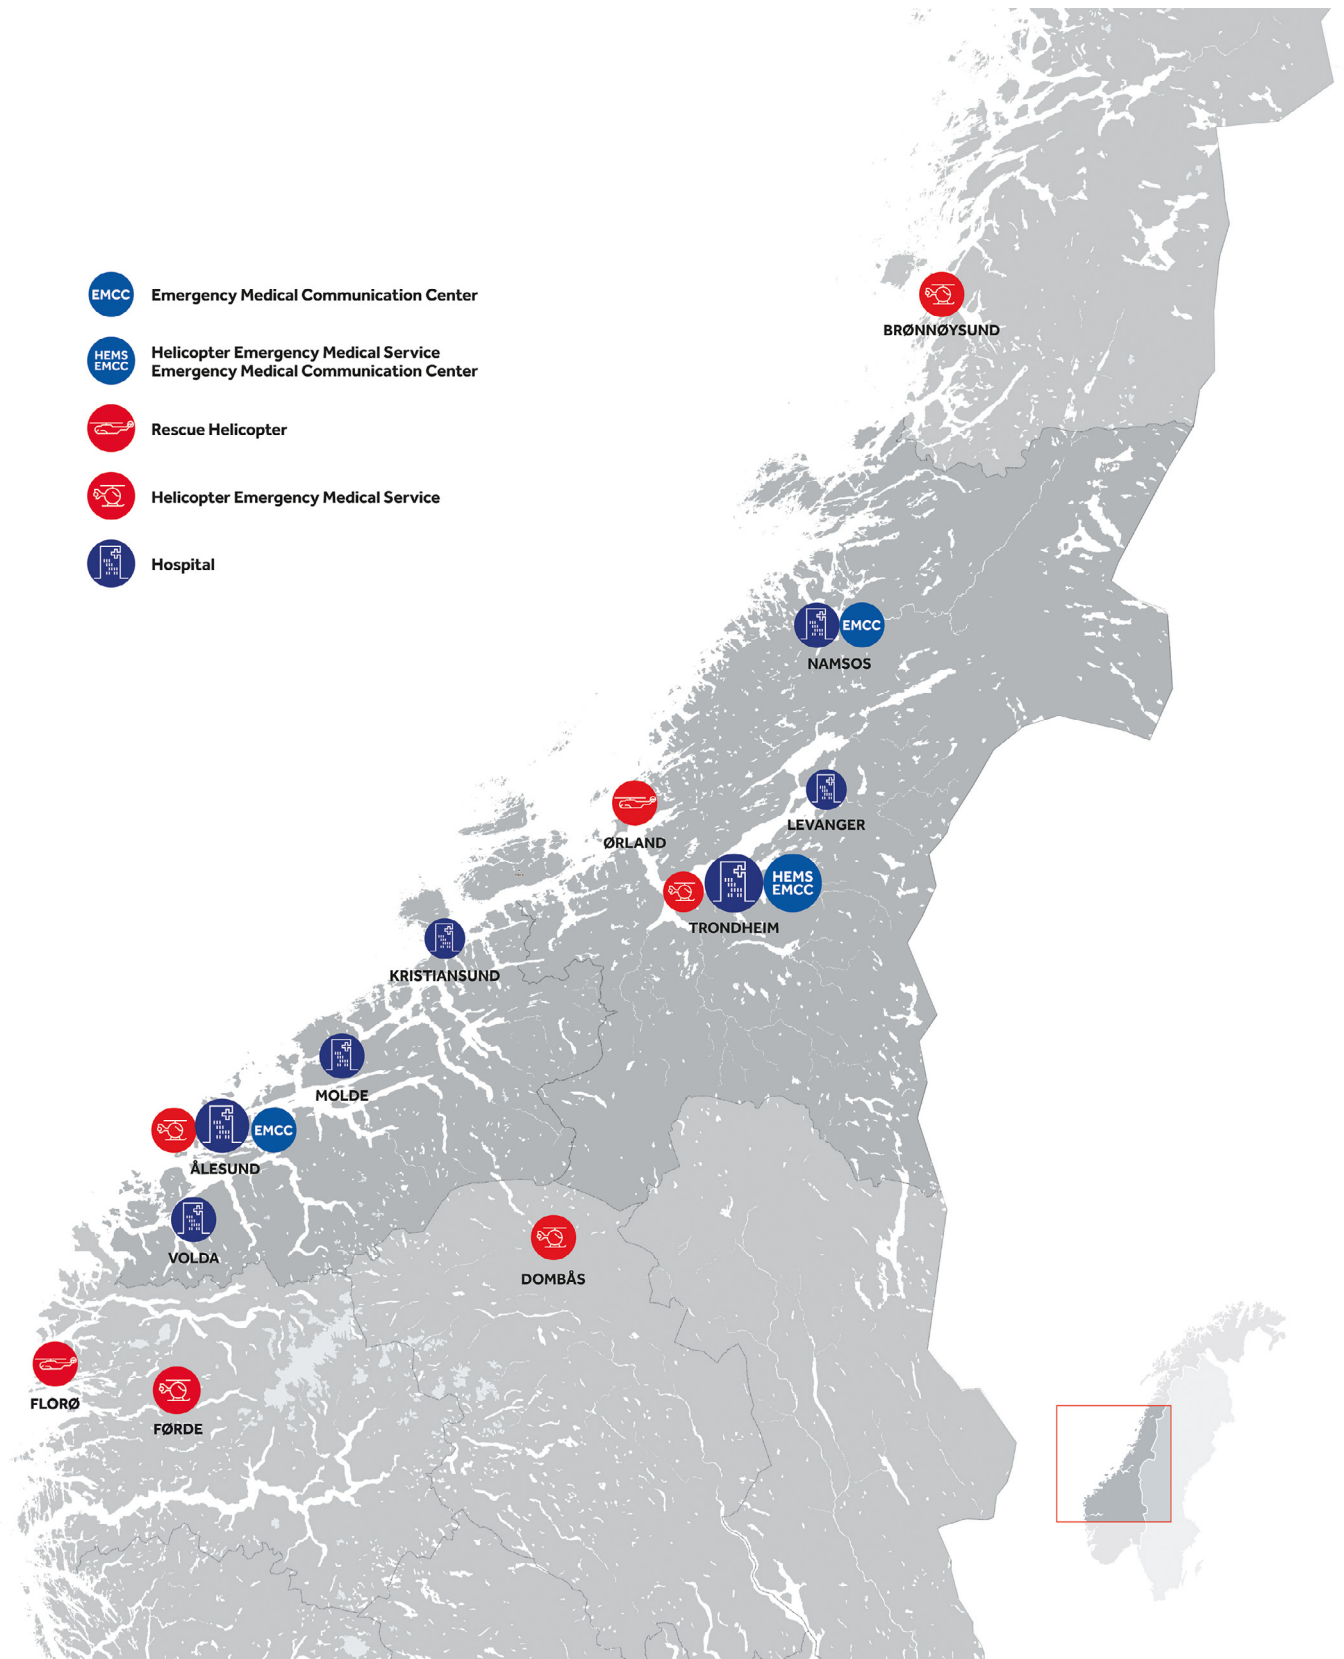 EMCC
Emergency Medical Communication Center
HEMS
EMCC
Helicopter Emergency Medical Service
Emergency Medical Communication Center
Rescue Helicopter
Helicopter Emergency Medical Service
Hospital
BRØNNØYSUND
EMCC
NAMSOS
LEVANGER
ØRLAND
HEMS
EMCC
TRONDHEIM
KRISTIANSUND
MOLDE
EMCC
ÅLESUND
VOLDA
DOMBÅS
FLORØ
FØRDE